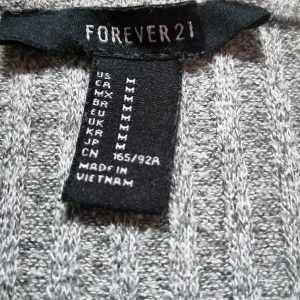 FOREVER 21
US M
CA M
MX M
BR M
EU M
UK M
KR M
JP M
CN 165/92A
MADE IN
VIETNAM